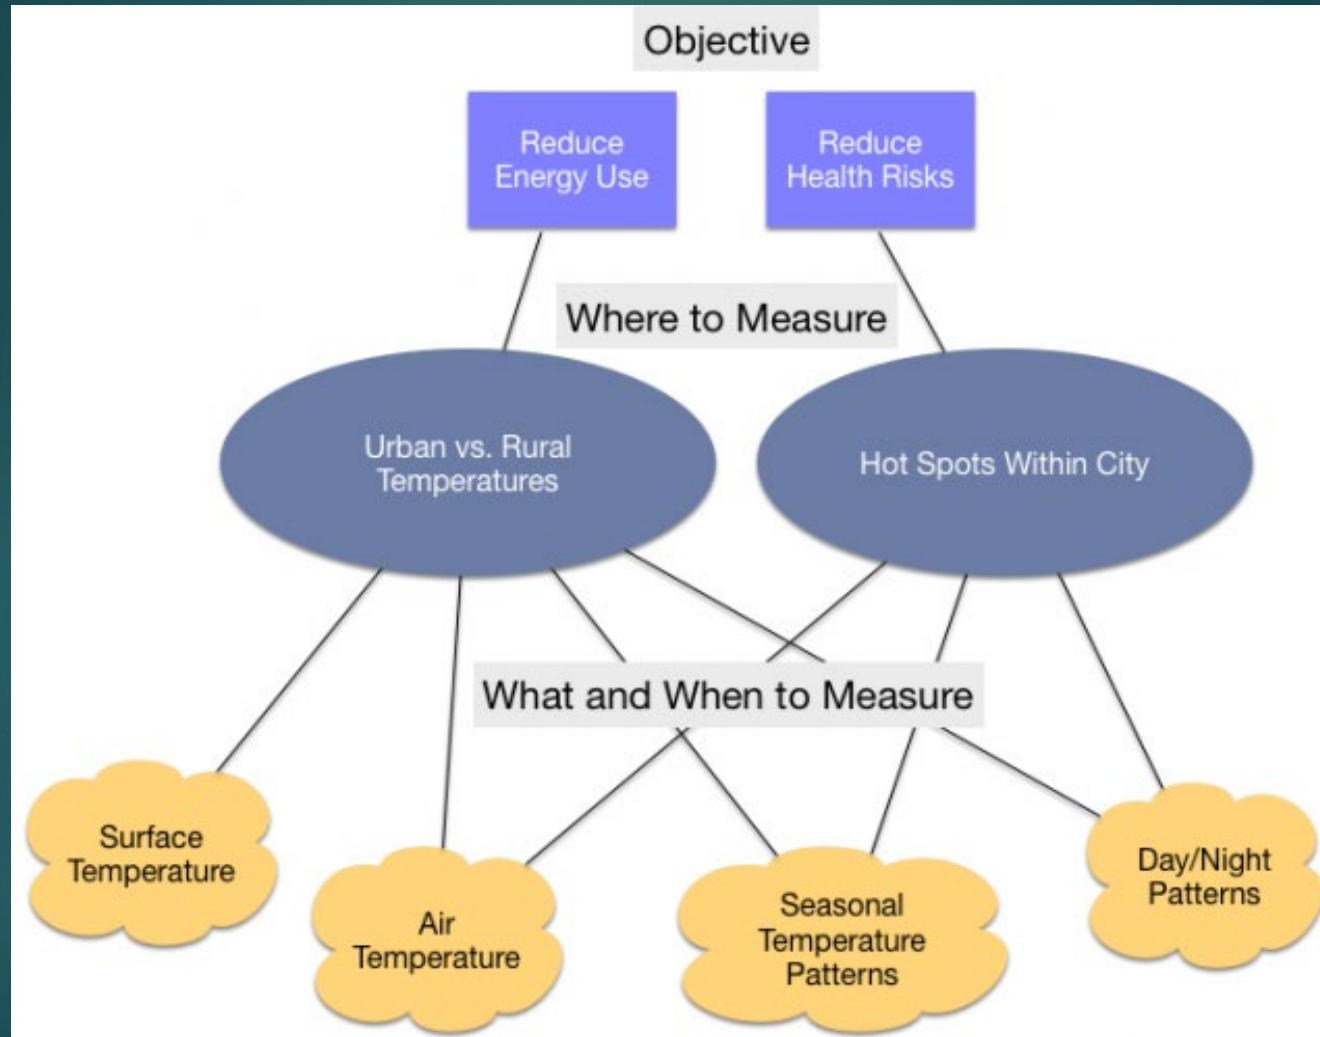 Objective
Reduce
Energy Use
Reduce
Health Risks
Where to Measure
Urban vs. Rural
Temperatures
Hot Spots Within City
What and When to Measure
Surface
Temperature
Air
Temperature
Seasonal
Temperature
Patterns
Day/Night
Patterns